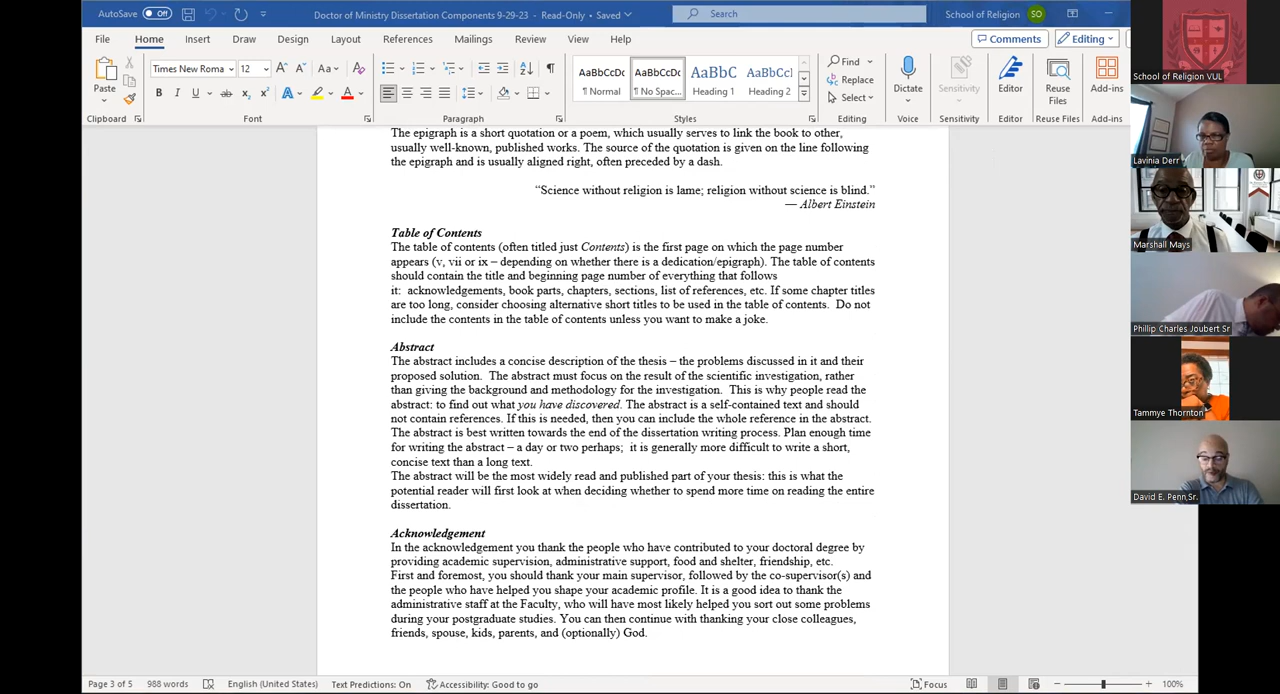 AutoSave Off Doctor of Ministry Dissertation Components 9-29-23 - Read-Only • Saved Search School of Religion SO
File Home Insert Draw Design Layout References Mailings Review View Help Comments Editing
Paste Times New Roma 12 Aa AaBbCcDc AaBbCcDc AaBbC AaBbCc Find Replace Select Dictate Sensitivity Editor Reuse Files Add-ins
¶ Normal ¶ No Spac... Heading 1 Heading 2
Clipboard Font Paragraph Styles Editing Voice Sensitivity Editor Reuse Files Add-ins
The epigraph is a short quotation or a poem, which usually serves to link the book to other,
usually well-known, published works. The source of the quotation is given on the line following
the epigraph and is usually aligned right, often preceded by a dash.
“Science without religion is lame; religion without science is blind.”
— Albert Einstein
Table of Contents
The table of contents (often titled just Contents) is the first page on which the page number
appears (v, vii or ix – depending on whether there is a dedication/epigraph). The table of contents
should contain the title and beginning page number of everything that follows
it: acknowledgements, book parts, chapters, sections, list of references, etc. If some chapter titles
are too long, consider choosing alternative short titles to be used in the table of contents. Do not
include the contents in the table of contents unless you want to make a joke.
Abstract
The abstract includes a concise description of the thesis – the problems discussed in it and their
proposed solution. The abstract must focus on the result of the scientific investigation, rather
than giving the background and methodology for the investigation. This is why people read the
abstract: to find out what you have discovered. The abstract is a self-contained text and should
not contain references. If this is needed, then you can include the whole reference in the abstract.
The abstract is best written towards the end of the dissertation writing process. Plan enough time
for writing the abstract – a day or two perhaps; it is generally more difficult to write a short,
concise text than a long text.
The abstract will be the most widely read and published part of your thesis: this is what the
potential reader will first look at when deciding whether to spend more time on reading the entire
dissertation.
Acknowledgement
In the acknowledgement you thank the people who have contributed to your doctoral degree by
providing academic supervision, administrative support, food and shelter, friendship, etc.
First and foremost, you should thank your main supervisor, followed by the co-supervisor(s) and
the people who have helped you shape your academic profile. It is a good idea to thank the
administrative staff at the Faculty, who will have most likely helped you sort out some problems
during your postgraduate studies. You can then continue with thanking your close colleagues,
friends, spouse, kids, parents, and (optionally) God.
Page 3 of 5 988 words English (United States) Text Predictions: On Accessibility: Good to go Focus 100%
School of Religion VUL
Lavinia Derr
Marshall Mays
Phillip Charles Joubert Sr
Tammye Thornton
David E. Penn,Sr.